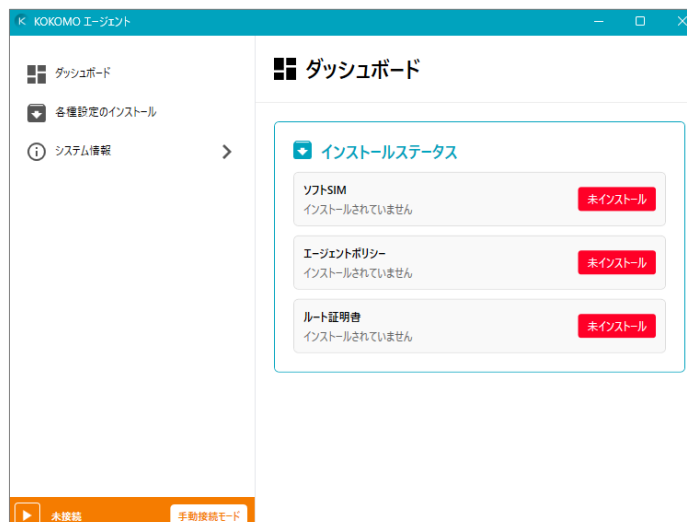 KOKOMO エージェント
ダッシュボード
各種設定のインストール
システム情報
ダッシュボード
インストールステータス
ソフトSIM
インストールされていません
未インストール
エージェントポリシー
インストールされていません
未インストール
ルート証明書
インストールされていません
未インストール
未接続
手動接続モード